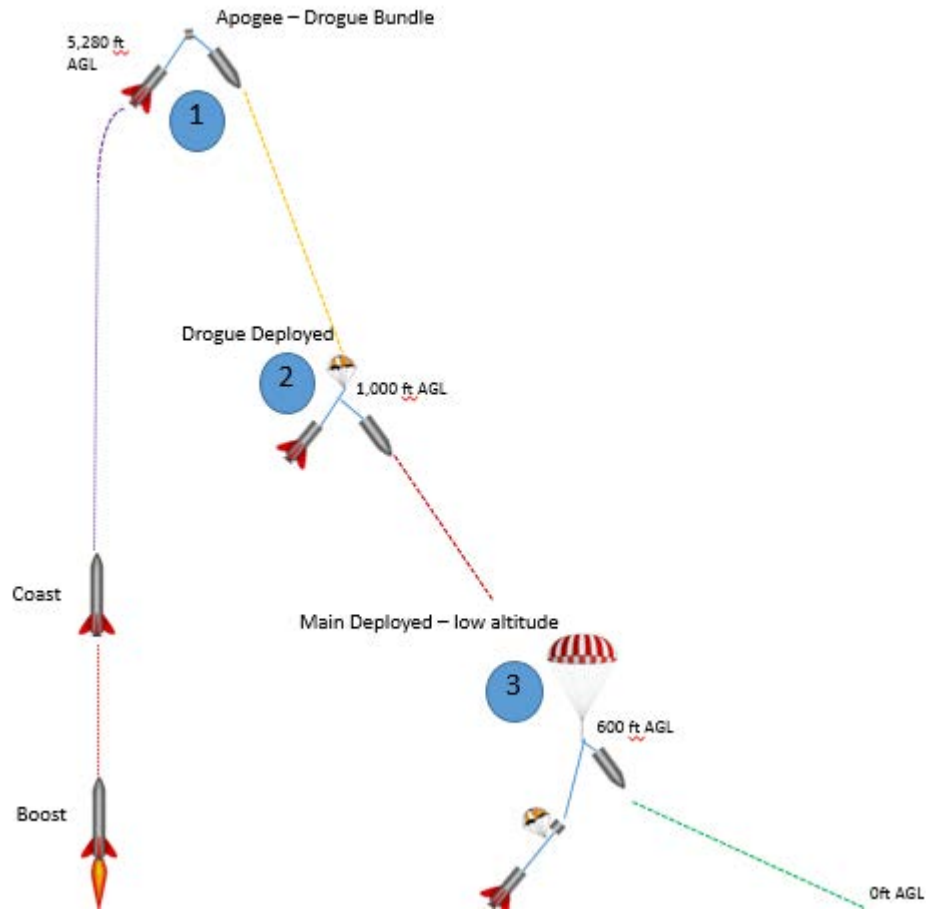 Apogee – Drogue Bundle
5,280 ft
AGL
1
Drogue Deployed
2
1,000 ft AGL
Coast
Main Deployed – low altitude
3
600 ft AGL
Boost
0ft AGL